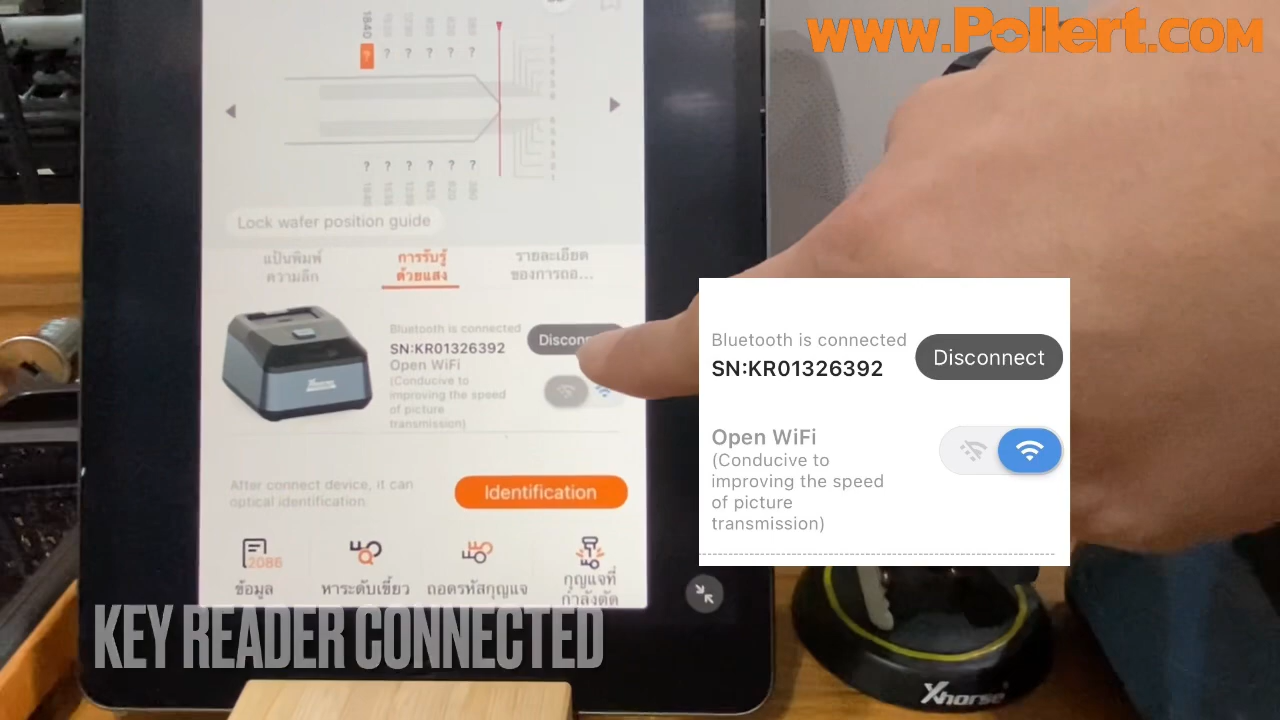 www.Pollert.com
1840
? ? ? ? ?
? ? ? ? ? ?
Lock wafer position guide
แป้นพิมพ์
ความลึก
การรับรู้
ด้วยแสง
รายละเอียด
ของการถอ...
Bluetooth is connected
SN:KR01326392
Disconn
Open WiFi
(Conducive to
improving the speed
of picture
transmission)
Xhorse
After connect device, it can
optical identification.
Identification
2086
ข้อมูล
หาระดับเขี้ยว
ถอดรหัสกุญแจ
กุญแจที่
กำลังตัด
Bluetooth is connected
SN:KR01326392
Disconnect
Open WiFi
(Conducive to
improving the speed
of picture
transmission)
KEY READER CONNECTED
Xhorse